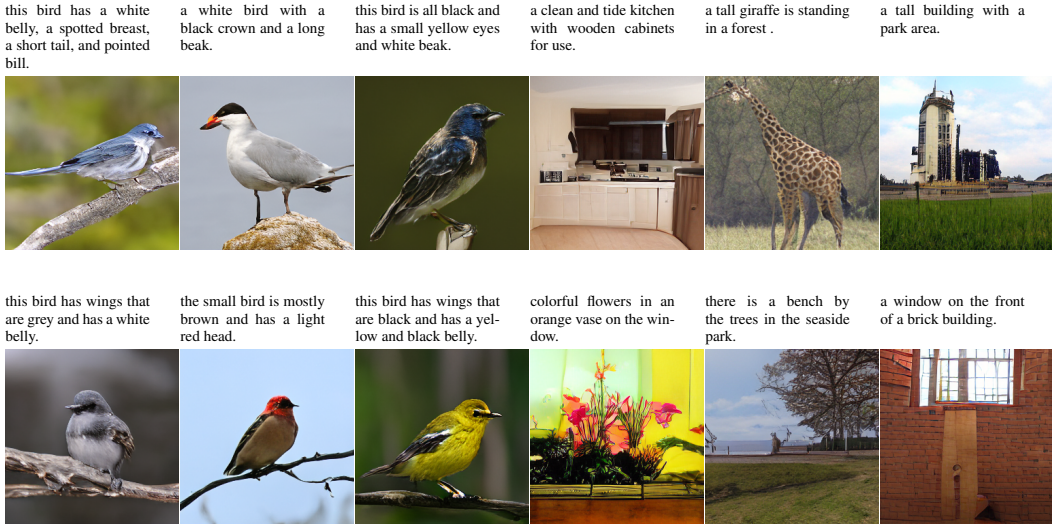 this bird has a white
belly, a spotted breast,
a short tail, and pointed
bill.
a white bird with a
black crown and a long
beak.
this bird is all black and
has a small yellow eyes
and white beak.
a clean and tide kitchen
with wooden cabinets
for use.
a tall giraffe is standing
in a forest .
a tall building with a
park area.
this bird has wings that
are grey and has a white
belly.
the small bird is mostly
brown and has a light
red head.
this bird has wings that
are black and has a yel-
low and black belly.
colorful flowers in an
orange vase on the win-
dow.
there is a bench by
the trees in the seaside
park.
a window on the front
of a brick building.